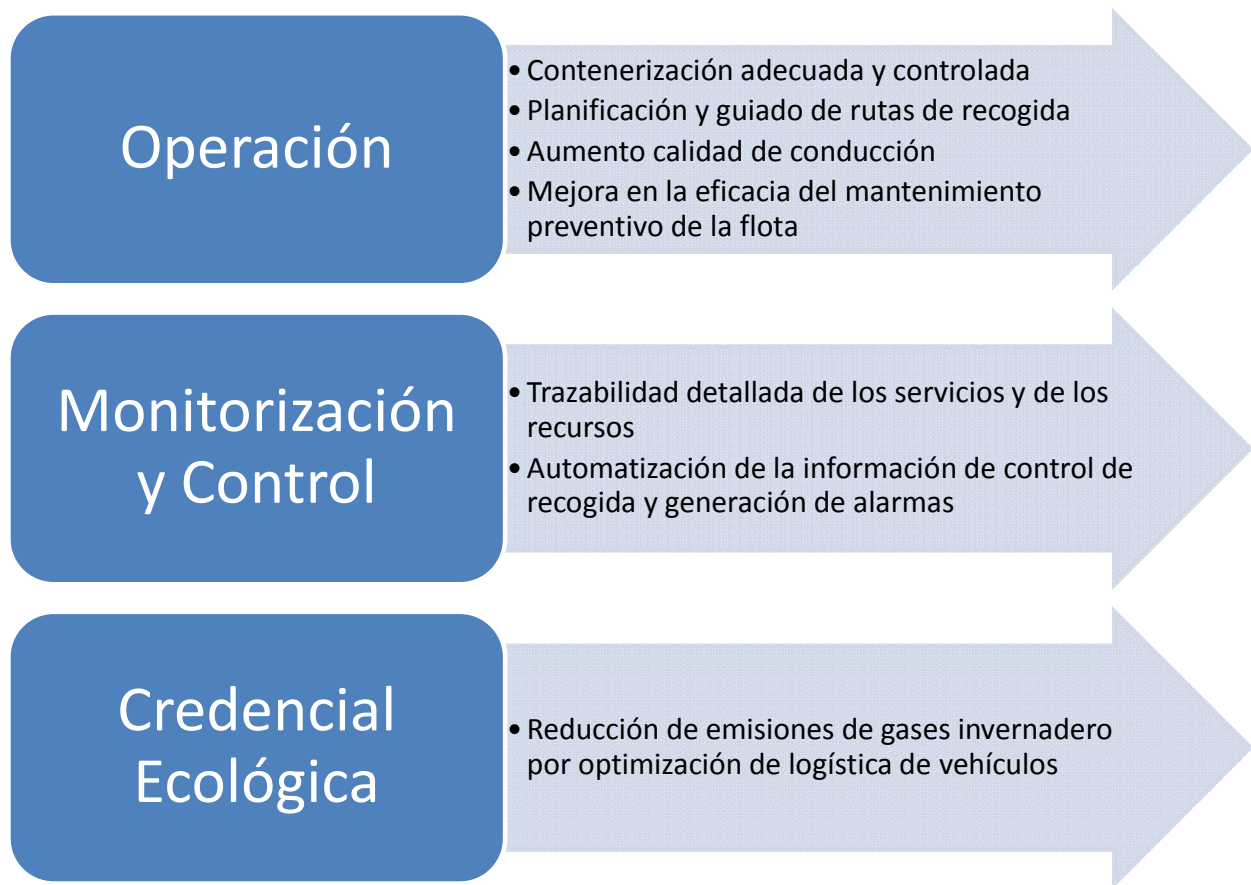 Operación
• Contenerización adecuada y controlada
• Planificación y guiado de rutas de recogida
• Aumento calidad de conducción
• Mejora en la eficacia del mantenimiento
preventivo de la flota
Monitorización
y Control
• Trazabilidad detallada de los servicios y de los
recursos
• Automatización de la información de control de
recogida y generación de alarmas
Credencial
Ecológica
• Reducción de emisiones de gases invernadero
por optimización de logística de vehículos